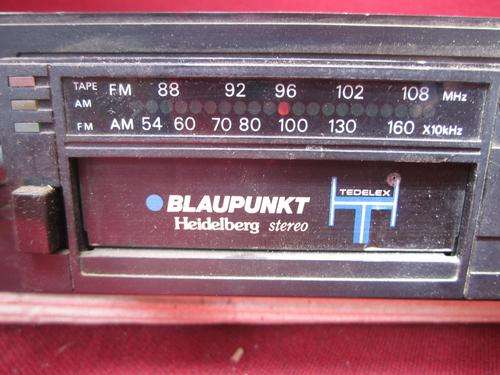 TAPE FM 88 92 96 102 108 MHz
AM
FM AM 54 60 70 80 100 130 160 X10kHz
BLAUPUNKT
Heidelberg stereo
TEDELEX